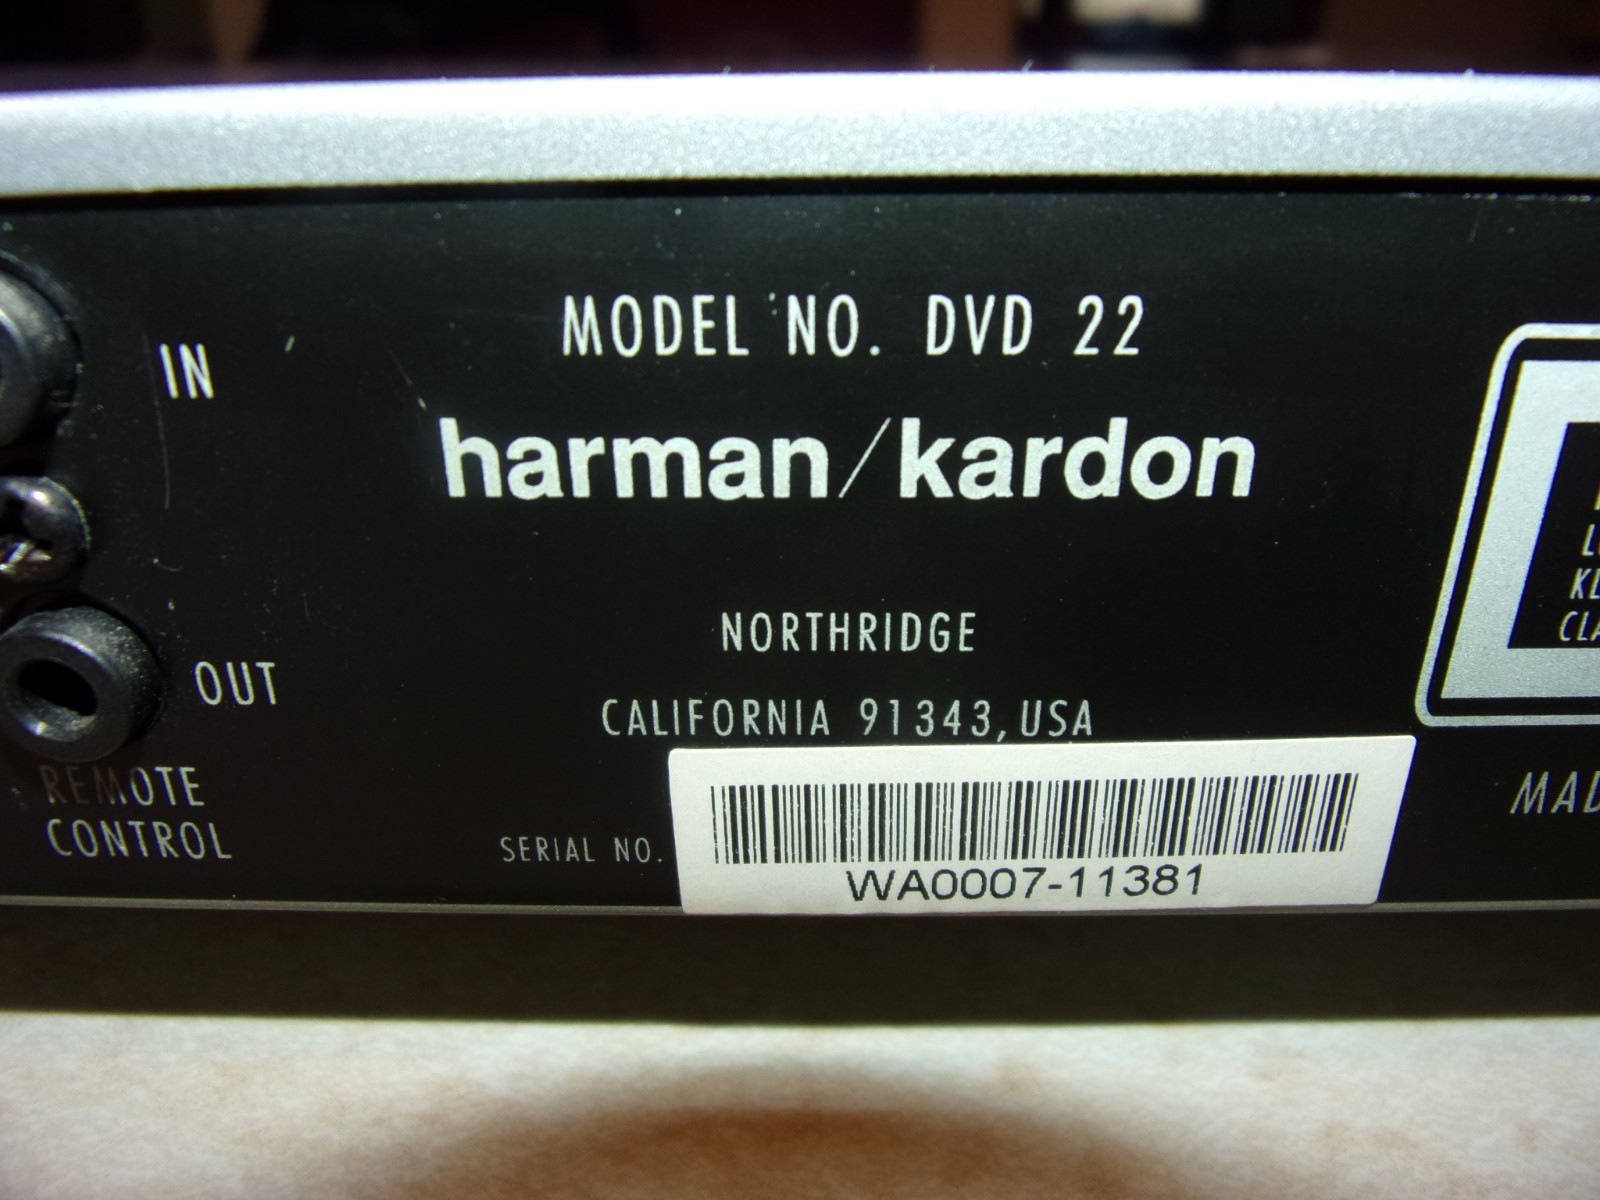 MODEL NO. DVD 22
harman/kardon
NORTHRIDGE
CALIFORNIA 91343, USA
SERIAL NO.
WA0007-11381
IN
OUT
REMOTE
CONTROL